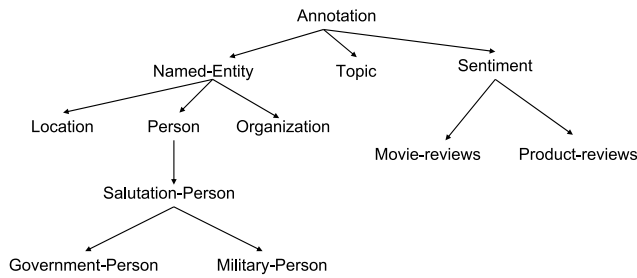 Annotation
Named-Entity Topic Sentiment
Location Person Organization
Movie-reviews Product-reviews
Salutation-Person
Government-Person Military-Person